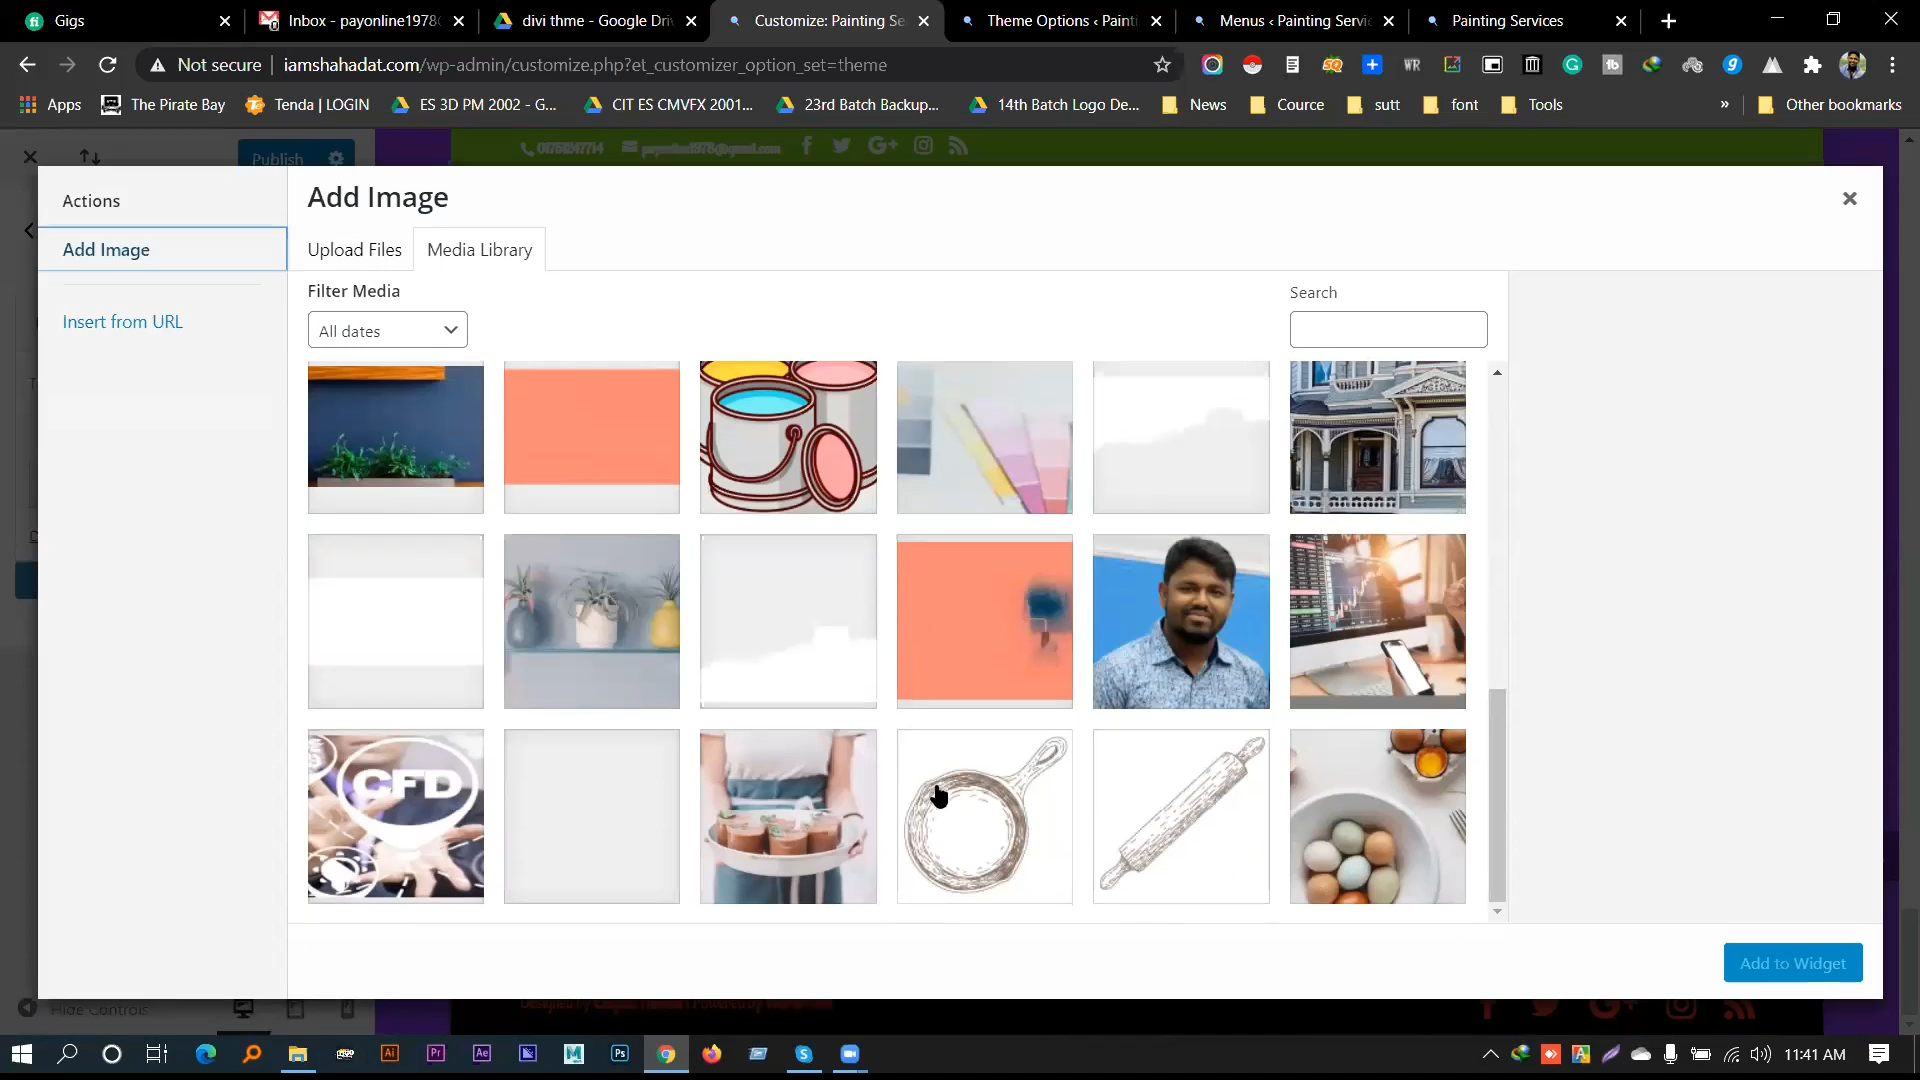 Gigs
Inbox - payonline1978
divi thme - Google Dri
Customize: Painting Se
Theme Options ‹ Painti
Menus ‹ Painting Servic
Painting Services
Not secure
iamshahadat.com/wp-admin/customize.php?et_customizer_option_set=theme
Apps
The Pirate Bay
Tenda | LOGIN
ES 3D PM 2002 - G...
CIT ES CMVFX 2001...
23rd Batch Backup...
14th Batch Logo De...
News
Cource
sutt
font
Tools
»
Other bookmarks
Publish
Actions
Add Image
Insert from URL
Add Image
Upload Files
Media Library
Filter Media
All dates
Search
CFD
Add to Widget
Hide Controls
11:41 AM